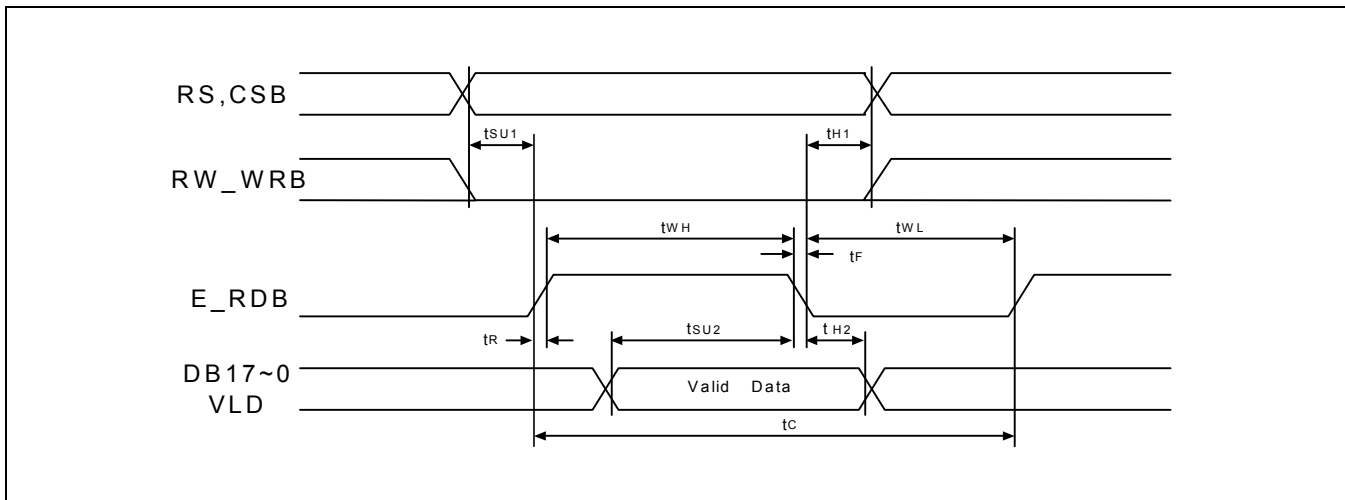 RS,CSB
tSU1
tH1
RW_WRB
tWH
tWL
tF
E_RDB
tR
tSU2
tH2
DB17~0
VLD
Valid Data
tC